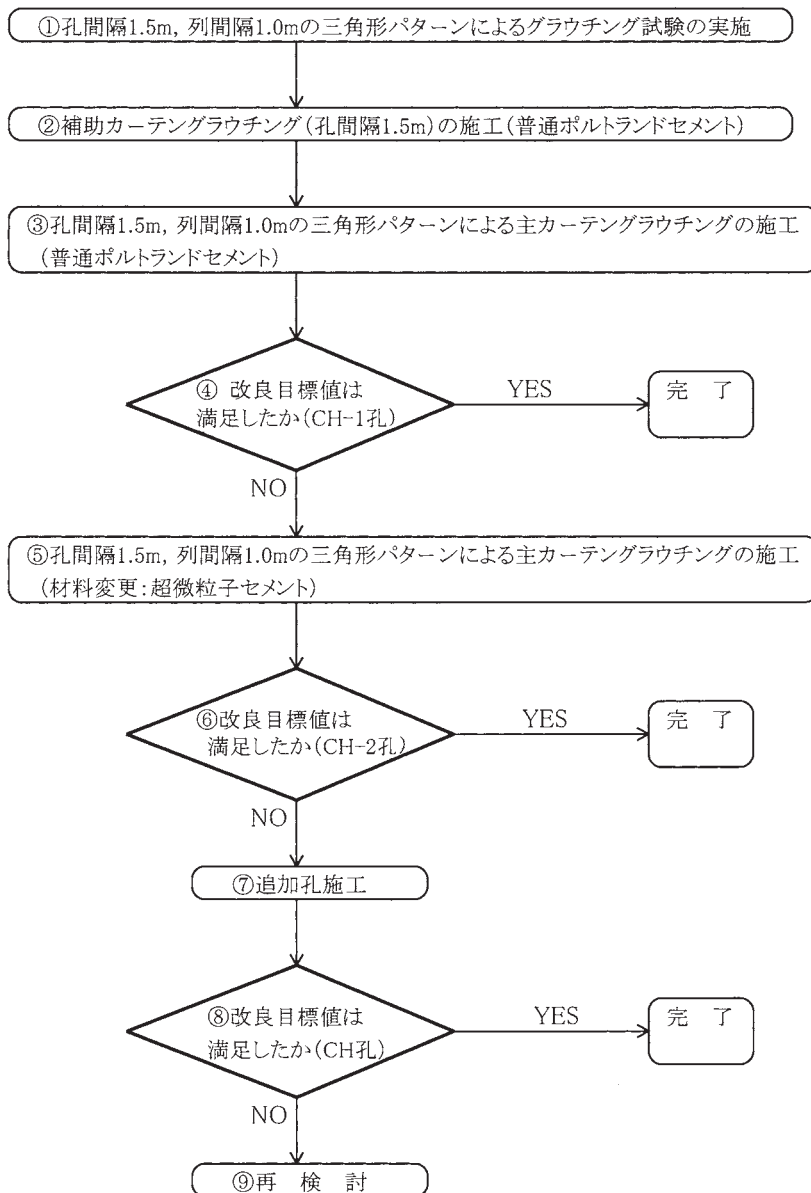 ①孔間隔1.5m, 列間隔1.0mの三角形パターンによるグラウチング試験の実施
②補助カーテングラウチング(孔間隔1.5m)の施工(普通ポルトランドセメント)
③孔間隔1.5m, 列間隔1.0mの三角形パターンによる主カーテングラウチングの施工
(普通ポルトランドセメント)
④ 改良目標値は
満足したか(CH-1孔)
YES
完 了
NO
⑤孔間隔1.5m, 列間隔1.0mの三角形パターンによる主カーテングラウチングの施工
(材料変更:超微粒子セメント)
⑥改良目標値は
満足したか(CH-2孔)
YES
完 了
NO
⑦追加孔施工
⑧改良目標値は
満足したか(CH孔)
YES
完 了
NO
⑨再 検 討